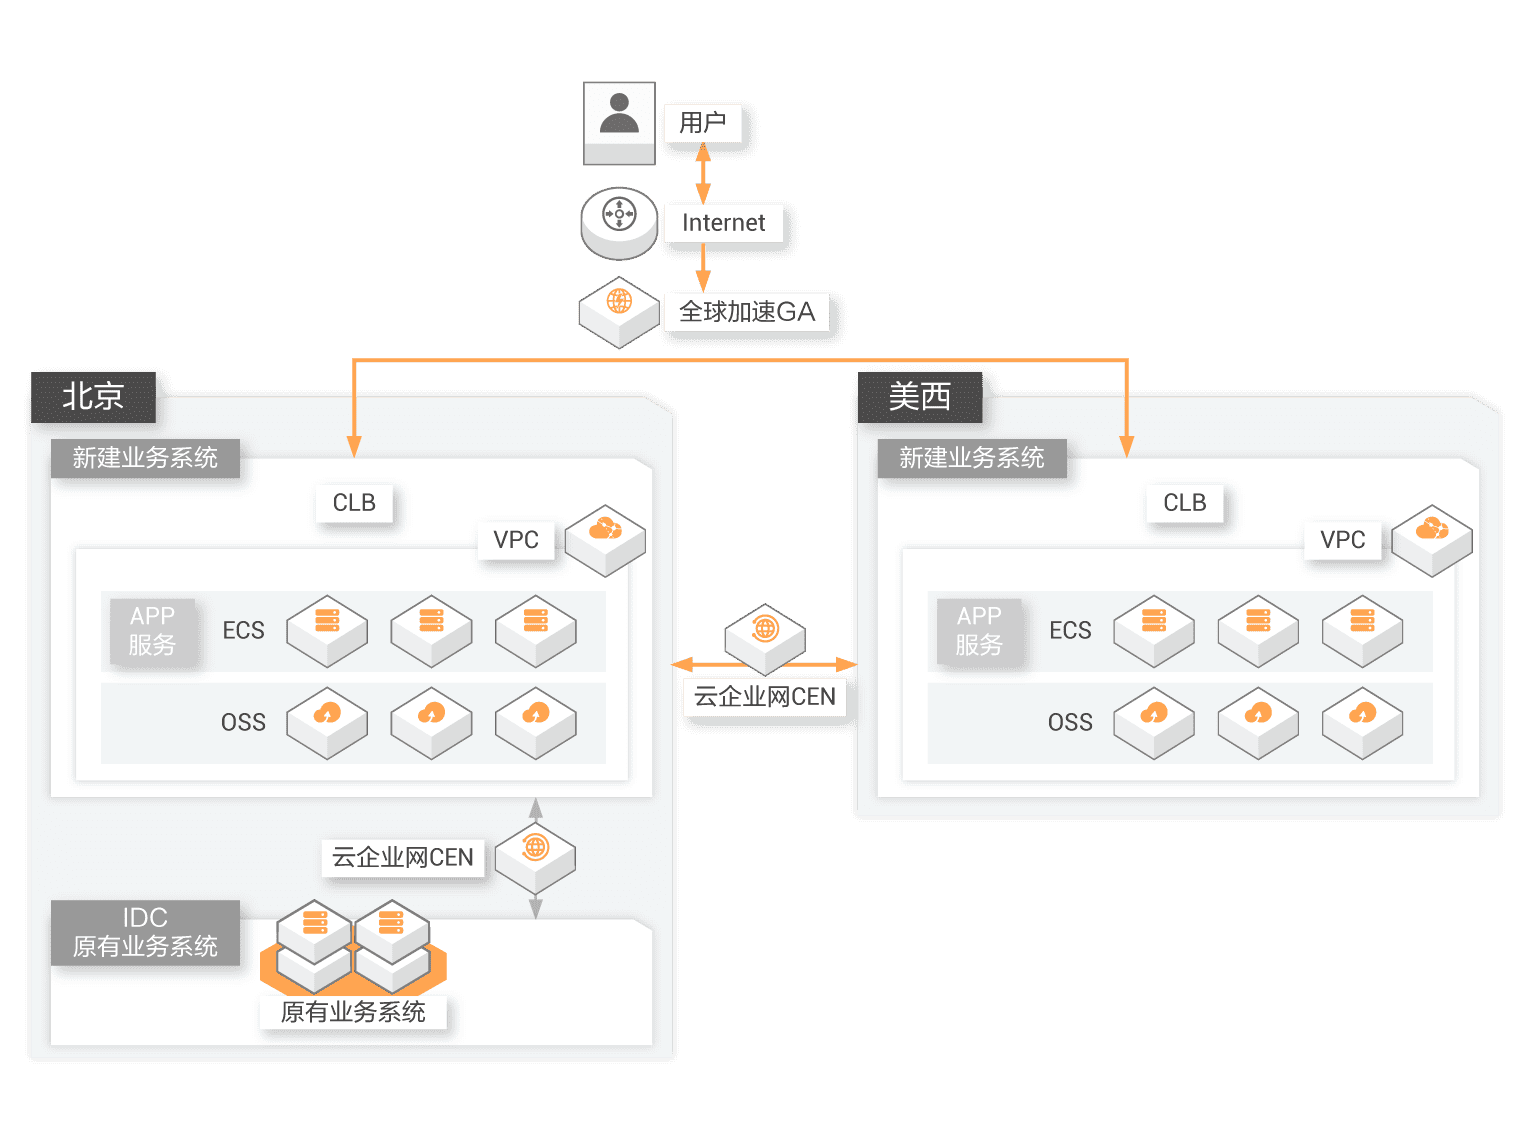 用户
Internet
全球加速GA
北京
新建业务系统
CLB
VPC
APP
服务
ECS
OSS
云企业网CEN
IDC
原有业务系统
原有业务系统
云企业网CEN
美西
新建业务系统
CLB
VPC
APP
服务
ECS
OSS